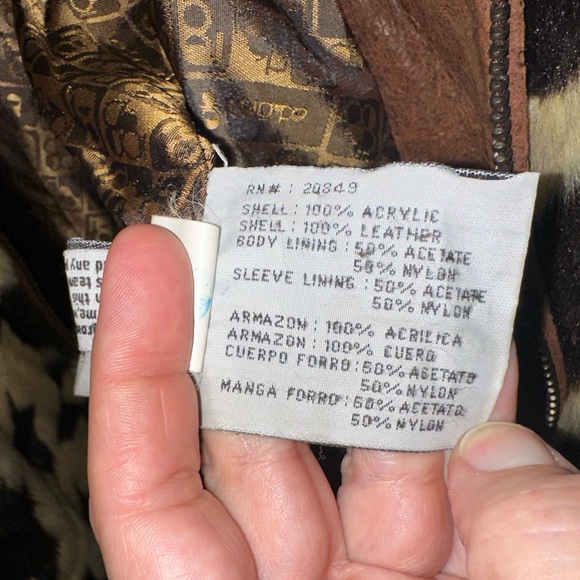 RN# : 20849
SHELL : 100% ACRYLIC
SHELL : 100% LEATHER
BODY LINING : 50% ACETATE
50% NYLON
SLEEVE LINING : 50% ACETATE
50% NYLON
ARMAZON : 100% ACRILICA
ARMAZON : 100% CUERO
CUERPO FORRO : 50% ACETATO
50% NYLON
MANGA FORRO : 50% ACETATO
50% NYLON